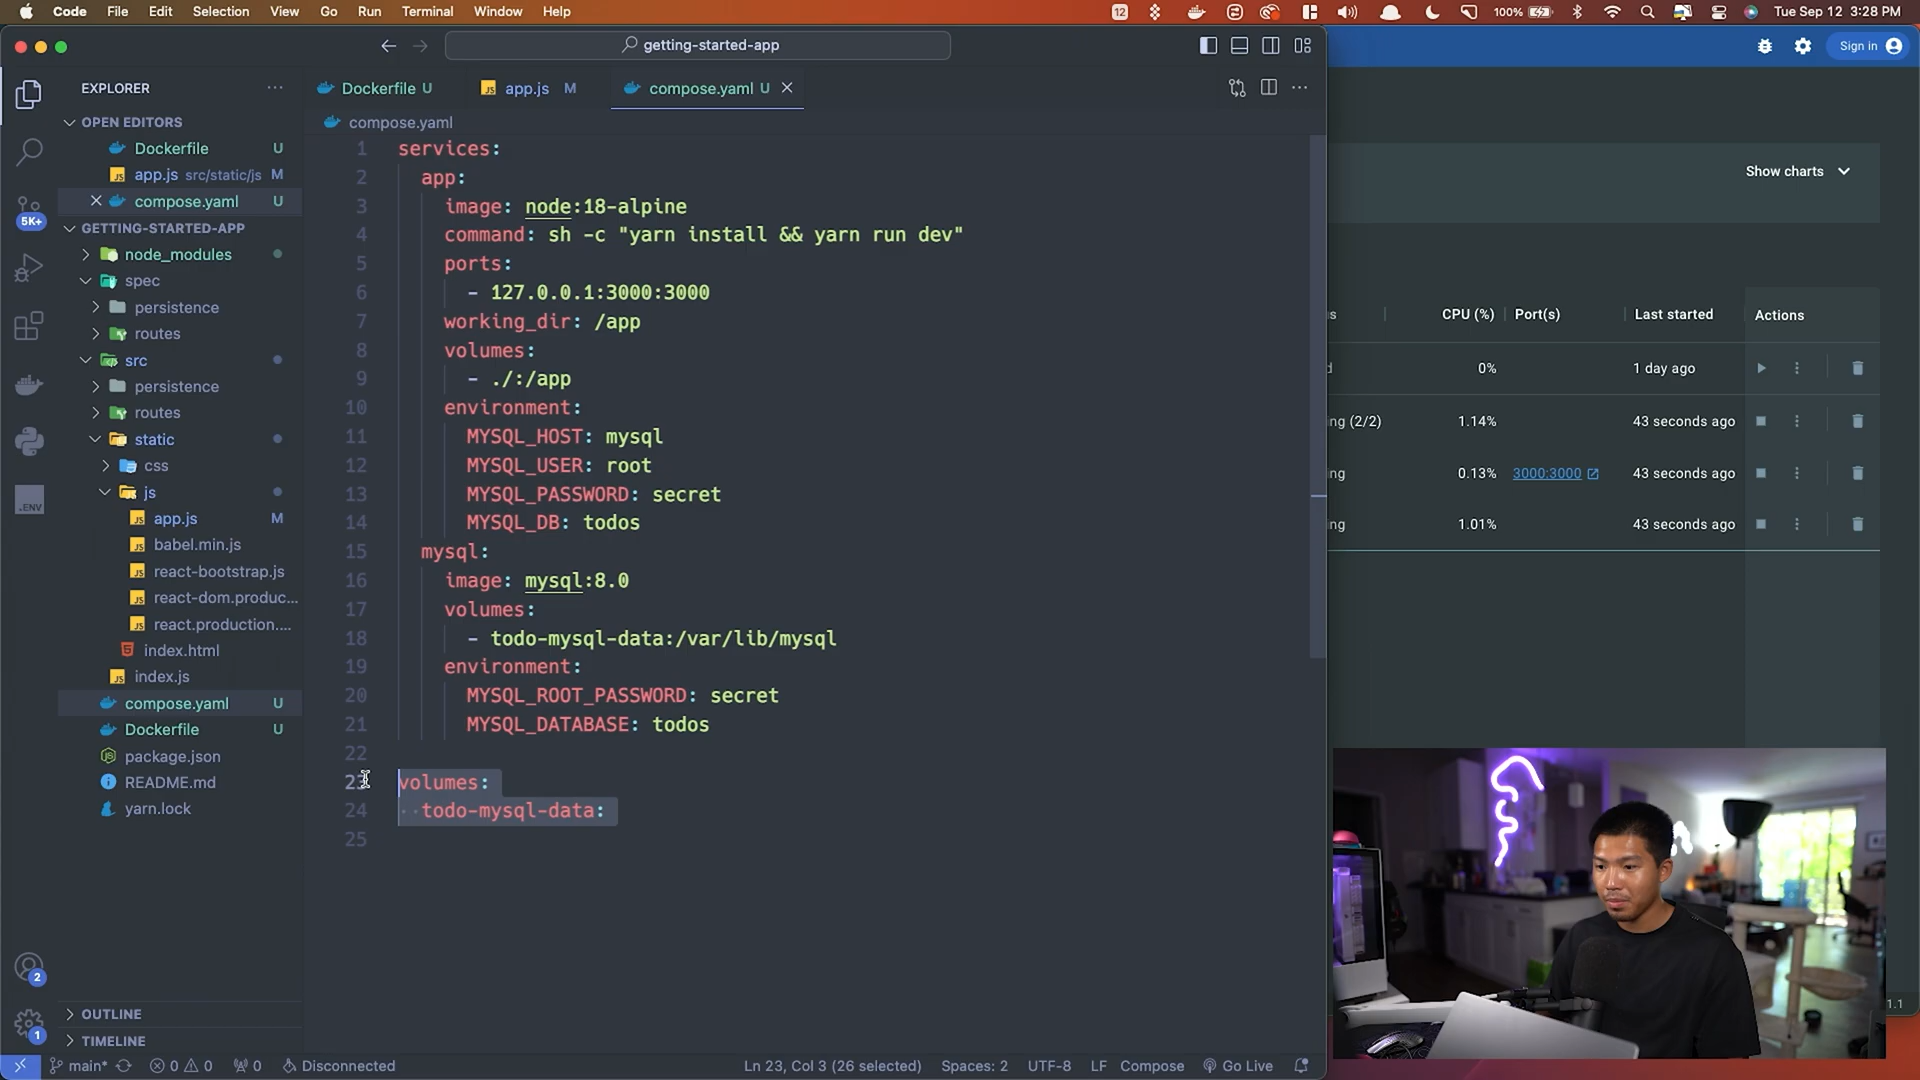 Code File Edit Selection View Go Run Terminal Window Help
12 100% Tue Sep 12 3:28 PM
getting-started-app
Sign in
EXPLORER
Dockerfile U
app.js M
compose.yaml U
OPEN EDITORS
compose.yaml
Dockerfile U
app.js src/static/js M
compose.yaml U
GETTING-STARTED-APP
node_modules
spec
persistence
routes
src
persistence
routes
static
css
js
app.js M
babel.min.js
react-bootstrap.js
react-dom.produc...
react.production....
index.html
index.js
compose.yaml U
Dockerfile U
package.json
README.md
yarn.lock
OUTLINE
TIMELINE
5K+
.ENV
2
1
1 services:
2 app:
3 image: node:18-alpine
4 command: sh -c "yarn install && yarn run dev"
5 ports:
6 - 127.0.0.1:3000:3000
7 working_dir: /app
8 volumes:
9 - ./:/app
10 environment:
11 MYSQL_HOST: mysql
12 MYSQL_USER: root
13 MYSQL_PASSWORD: secret
14 MYSQL_DB: todos
15 mysql:
16 image: mysql:8.0
17 volumes:
18 - todo-mysql-data:/var/lib/mysql
19 environment:
20 MYSQL_ROOT_PASSWORD: secret
21 MYSQL_DATABASE: todos
22
23 volumes:
24 todo-mysql-data:
25
Show charts
s CPU (%) Port(s) Last started Actions
d 0% 1 day ago
ing (2/2) 1.14% 43 seconds ago
ing 0.13% 3000:3000 43 seconds ago
ing 1.01% 43 seconds ago
1.1
main* 0 0 0 Disconnected
Ln 23, Col 3 (26 selected) Spaces: 2 UTF-8 LF Compose Go Live